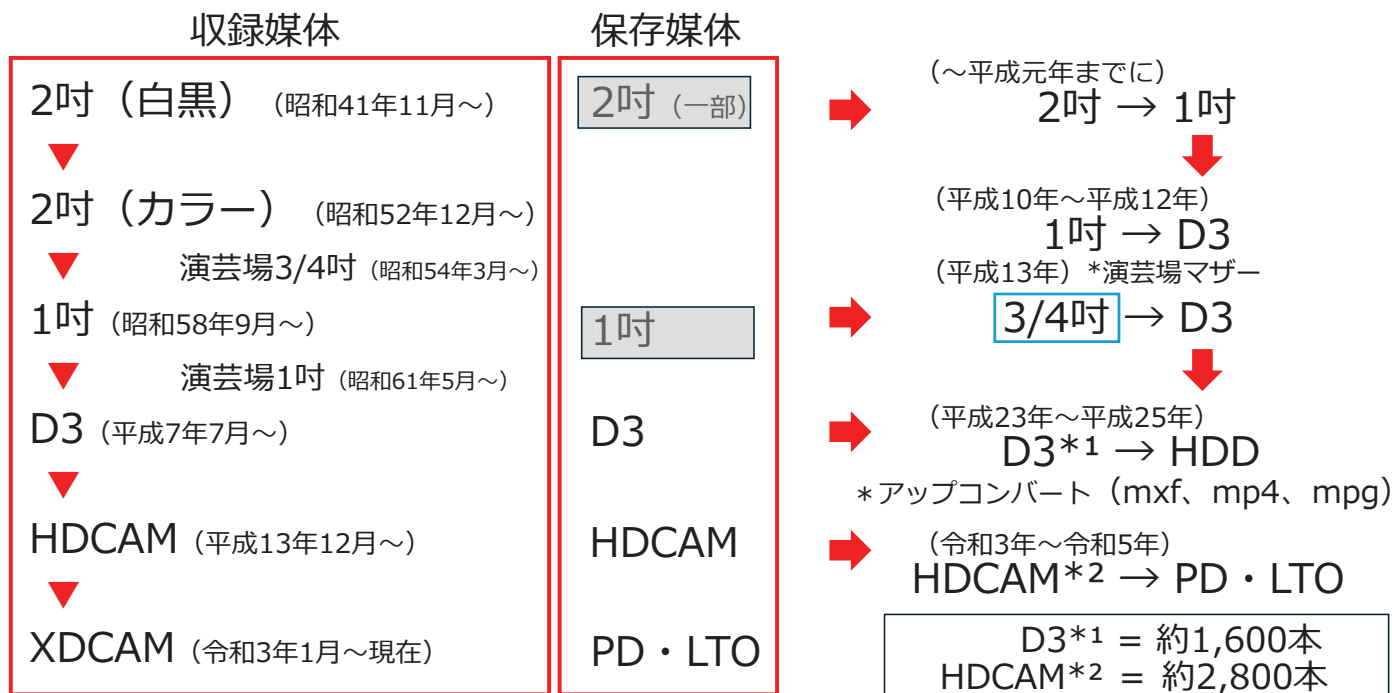 収録媒体
2吋（白黒）（昭和41年11月～）
2吋（カラー）（昭和52年12月～）
演芸場3/4吋（昭和54年3月～）
1吋（昭和58年9月～）
演芸場1吋（昭和61年5月～）
D3（平成7年7月～）
HDCAM（平成13年12月～）
XDCAM（令和3年1月～現在）
保存媒体
2吋（一部）
1吋
D3
HDCAM
PD・LTO
（～平成元年までに）
2吋 → 1吋
（平成10年～平成12年）
1吋 → D3
（平成13年）*演芸場マザー
3/4吋 → D3
（平成23年～平成25年）
D3*¹ → HDD
＊アップコンバート（mxf、mp4、mpg）
（令和3年～令和5年）
HDCAM*² → PD・LTO
D3*¹ = 約1,600本
HDCAM*² = 約2,800本